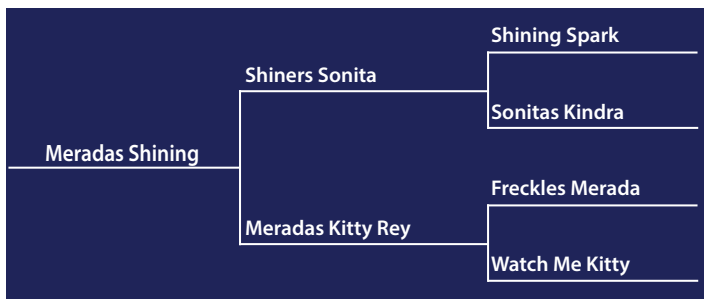 Shining Spark
Shiners Sonita
Sonitas Kindra
Meradas Shining
Freckles Merada
Meradas Kitty Rey
Watch Me Kitty